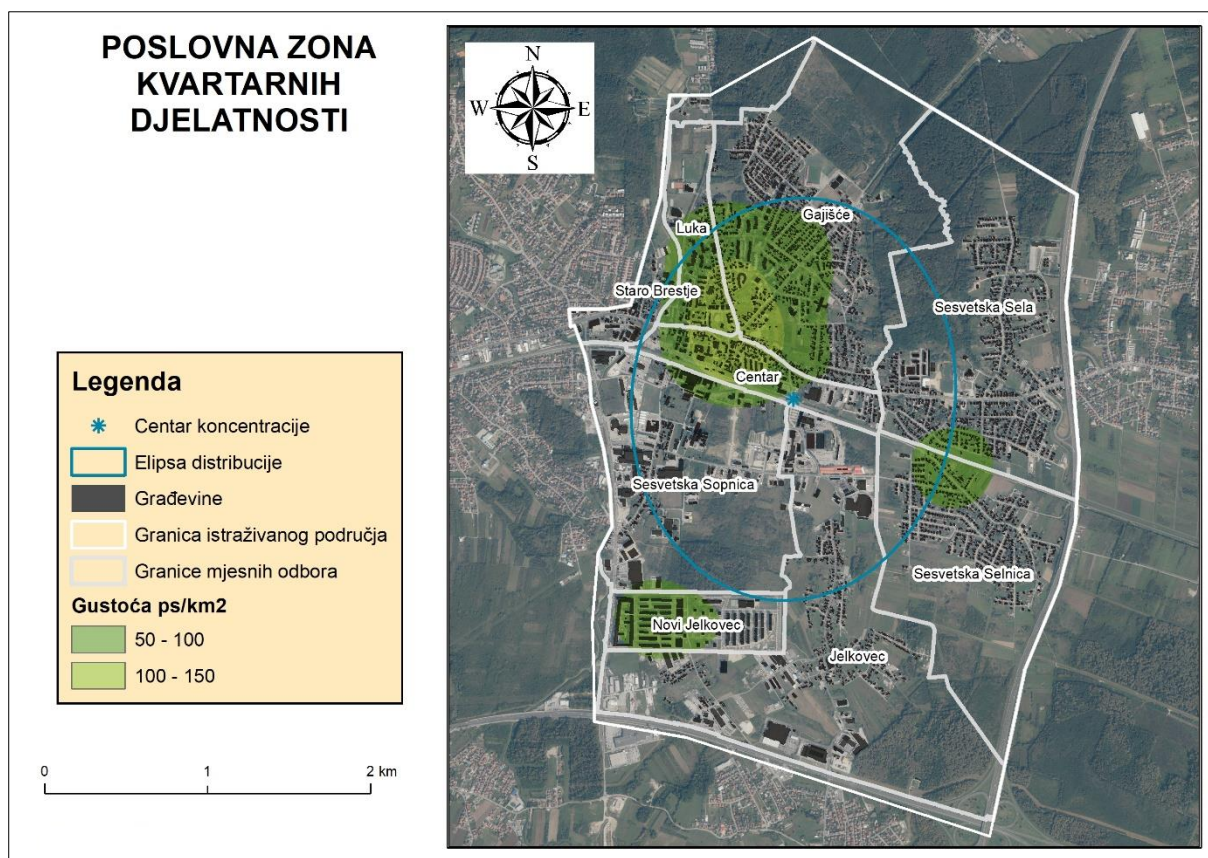 POSLOVNA ZONA
KVARTARNIH
DJELATNOSTI
Legenda
Centar koncentracije
Elipsa distribucije
Građevine
Granica istraživanog područja
Granice mjesnih odbora
Gustoća ps/km2
50 - 100
100 - 150
0 1 2 km
N
W E
S
Gajišće
Luka
Staro Brestje
Sesvetska Sela
Centar
Sesvetska Sopnica
Sesvetska Selnica
Novi Jelkovec
Jelkovec